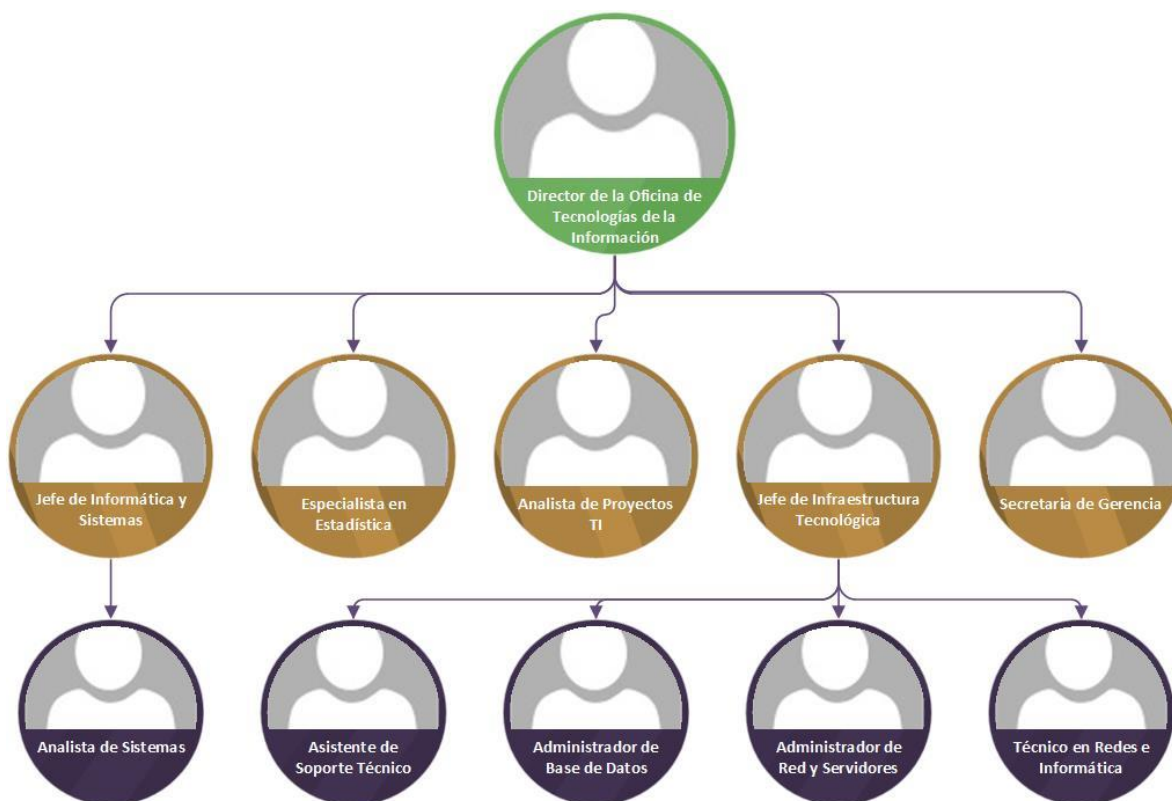 Director de la Oficina de
Tecnologías de la
Información
Jefe de Informática y
Sistemas
Especialista en
Estadística
Analista de Proyectos
TI
Jefe de Infraestructura
Tecnológica
Secretaria de Gerencia
Analista de Sistemas
Asistente de
Soporte Técnico
Administrador de
Base de Datos
Administrador de
Red y Servidores
Técnico en Redes e
Informática